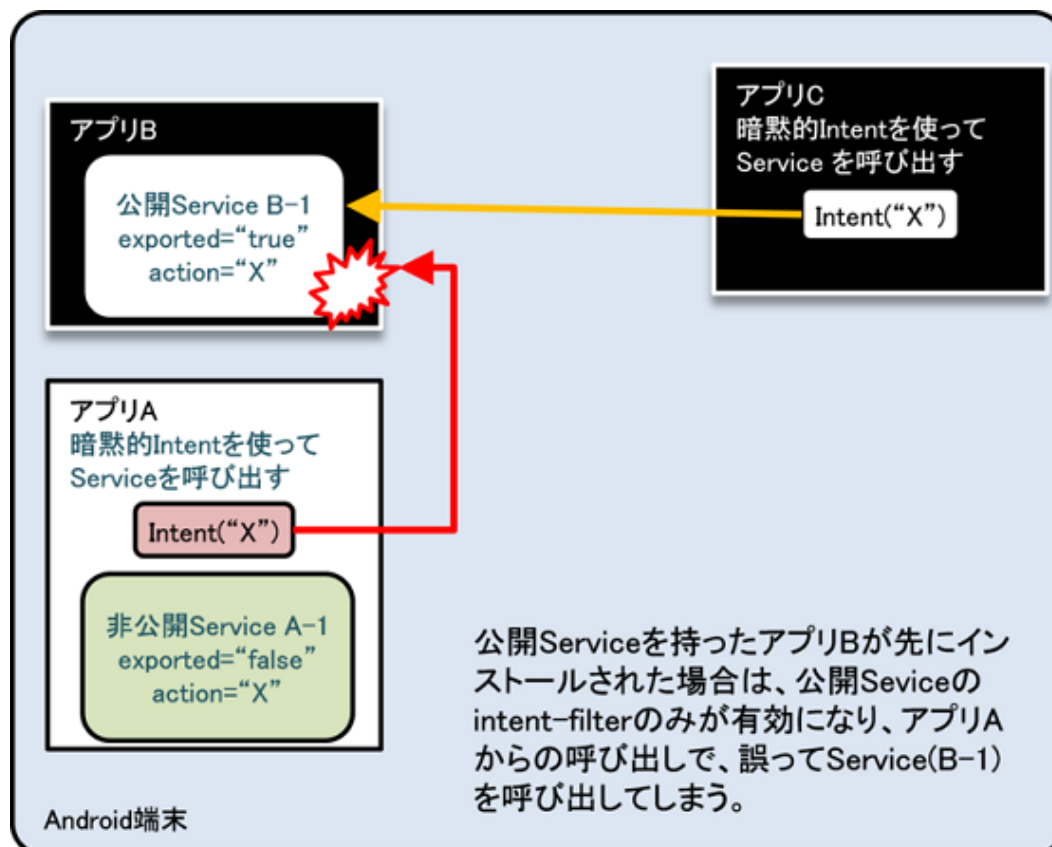 アプリB
公開Service B-1
exported=“true”
action=“X”
アプリC
暗黙的Intentを使って
Service を呼び出す
Intent(“X”)
アプリA
暗黙的Intentを使って
Serviceを呼び出す
Intent(“X”)
非公開Service A-1
exported=“false”
action=“X”
公開Serviceを持ったアプリBが先にイン
ストールされた場合は、公開Seviceの
intent-filterのみが有効になり、アプリA
からの呼び出しで、誤ってService(B-1)
を呼び出してしまう。
Android端末